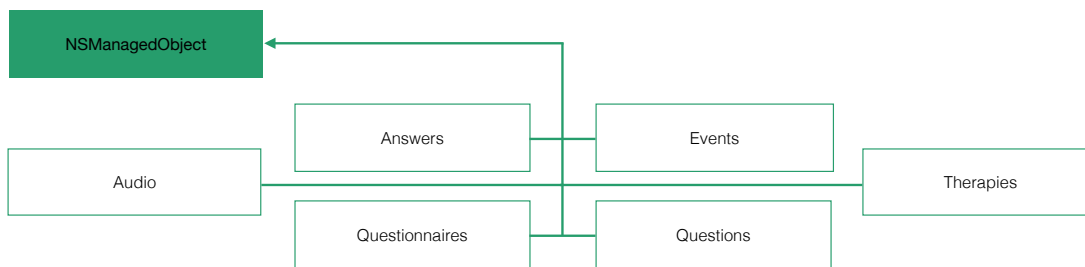 NSManagedObject
Answers
Events
Audio
Therapies
Questionnaires
Questions